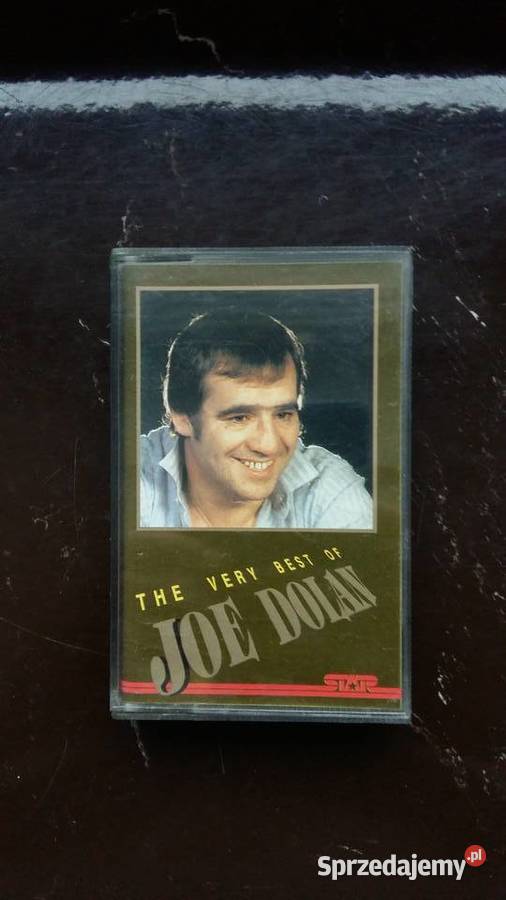 THE VERY BEST OF
JOE DOLAN
STAR
Sprzedajemy.pl